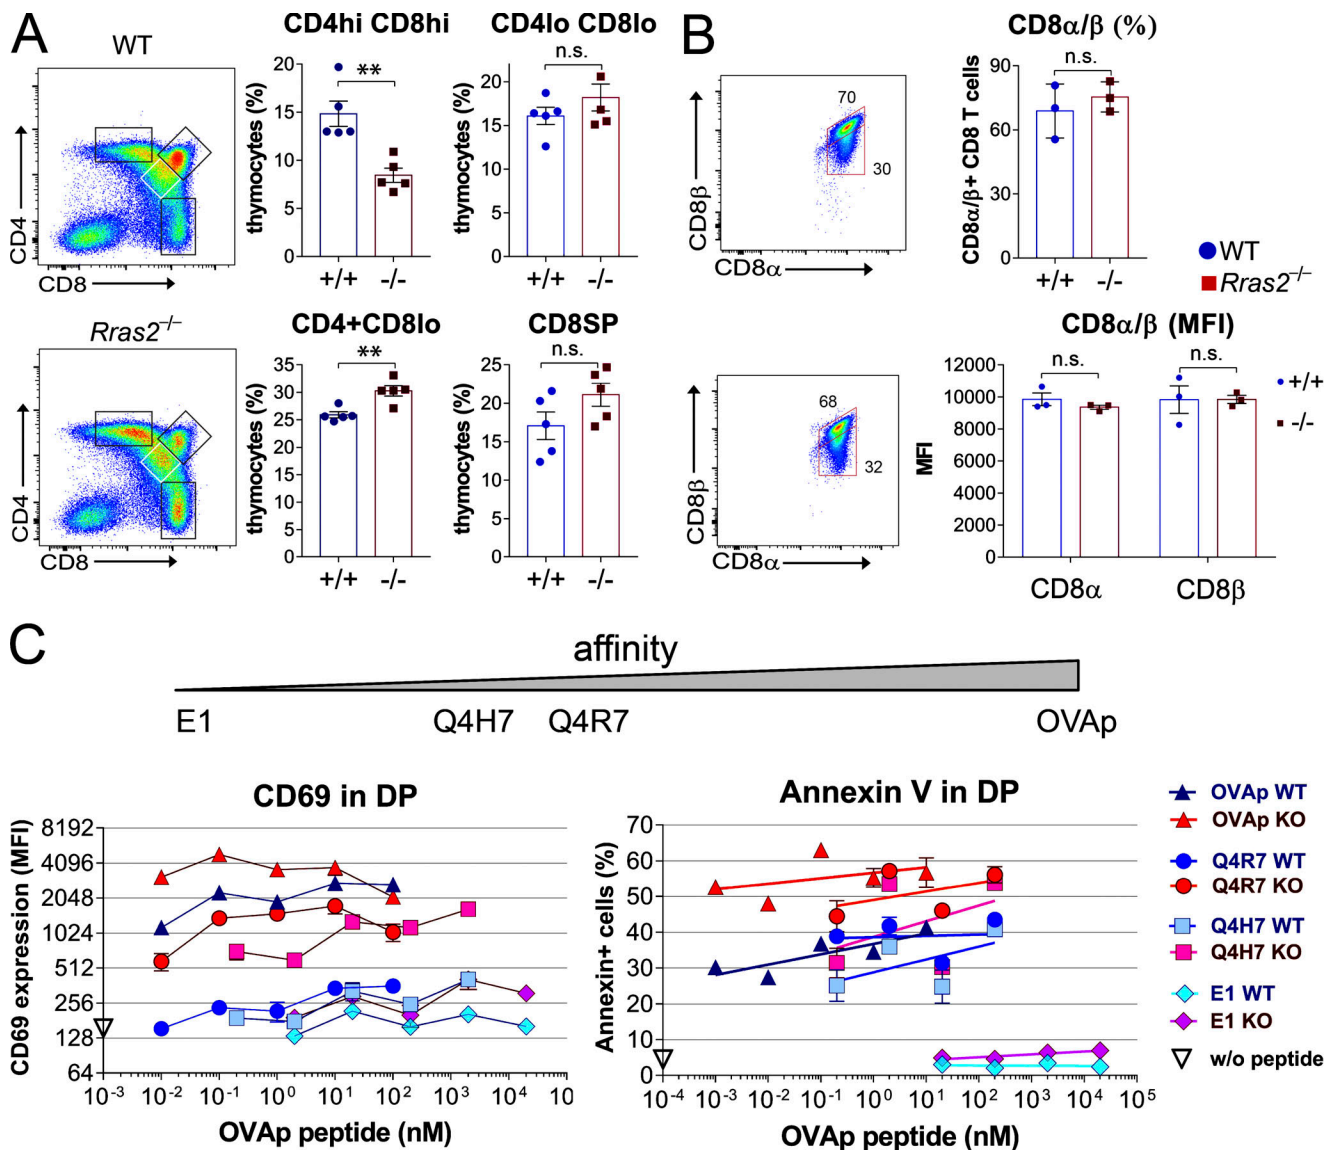 A
WT
CD4
CD8
CD4hi CD8hi
thymocytes (%)
20
15
10
5
0
**
+/+ -/-
CD4lo CD8lo
thymocytes (%)
20
15
10
5
0
n.s.
+/+ -/-
Rras2–/–
CD4
CD8
CD4+CD8lo
thymocytes (%)
35
30
25
20
15
10
5
0
**
+/+ -/-
CD8SP
thymocytes (%)
25
20
15
10
5
0
n.s.
+/+ -/-
B
70
30
CD8β
CD8α
CD8α/β (%)
CD8α/β+ CD8 T cells
90
60
30
0
n.s.
+/+ -/-
WT
Rras2–/–
68
32
CD8β
CD8α
CD8α/β (MFI)
MFI
12000
10000
8000
6000
4000
2000
0
n.s. n.s.
CD8α CD8β
+/+
-/-
C
affinity
E1 Q4H7 Q4R7 OVAp
CD69 in DP
CD69 expression (MFI)
8192
4096
2048
1024
512
256
128
64
10-3 10-2 10-1 100 101 102 103 104 10
OVAp peptide (nM)
Annexin V in DP
Annexin+ cells (%)
70
60
50
40
30
20
10
0
10-4 10-3 10-2 10-1 100 101 102 103 104 105
OVAp peptide (nM)
OVAp WT
OVAp KO
Q4R7 WT
Q4R7 KO
Q4H7 WT
Q4H7 KO
E1 WT
E1 KO
w/o peptide